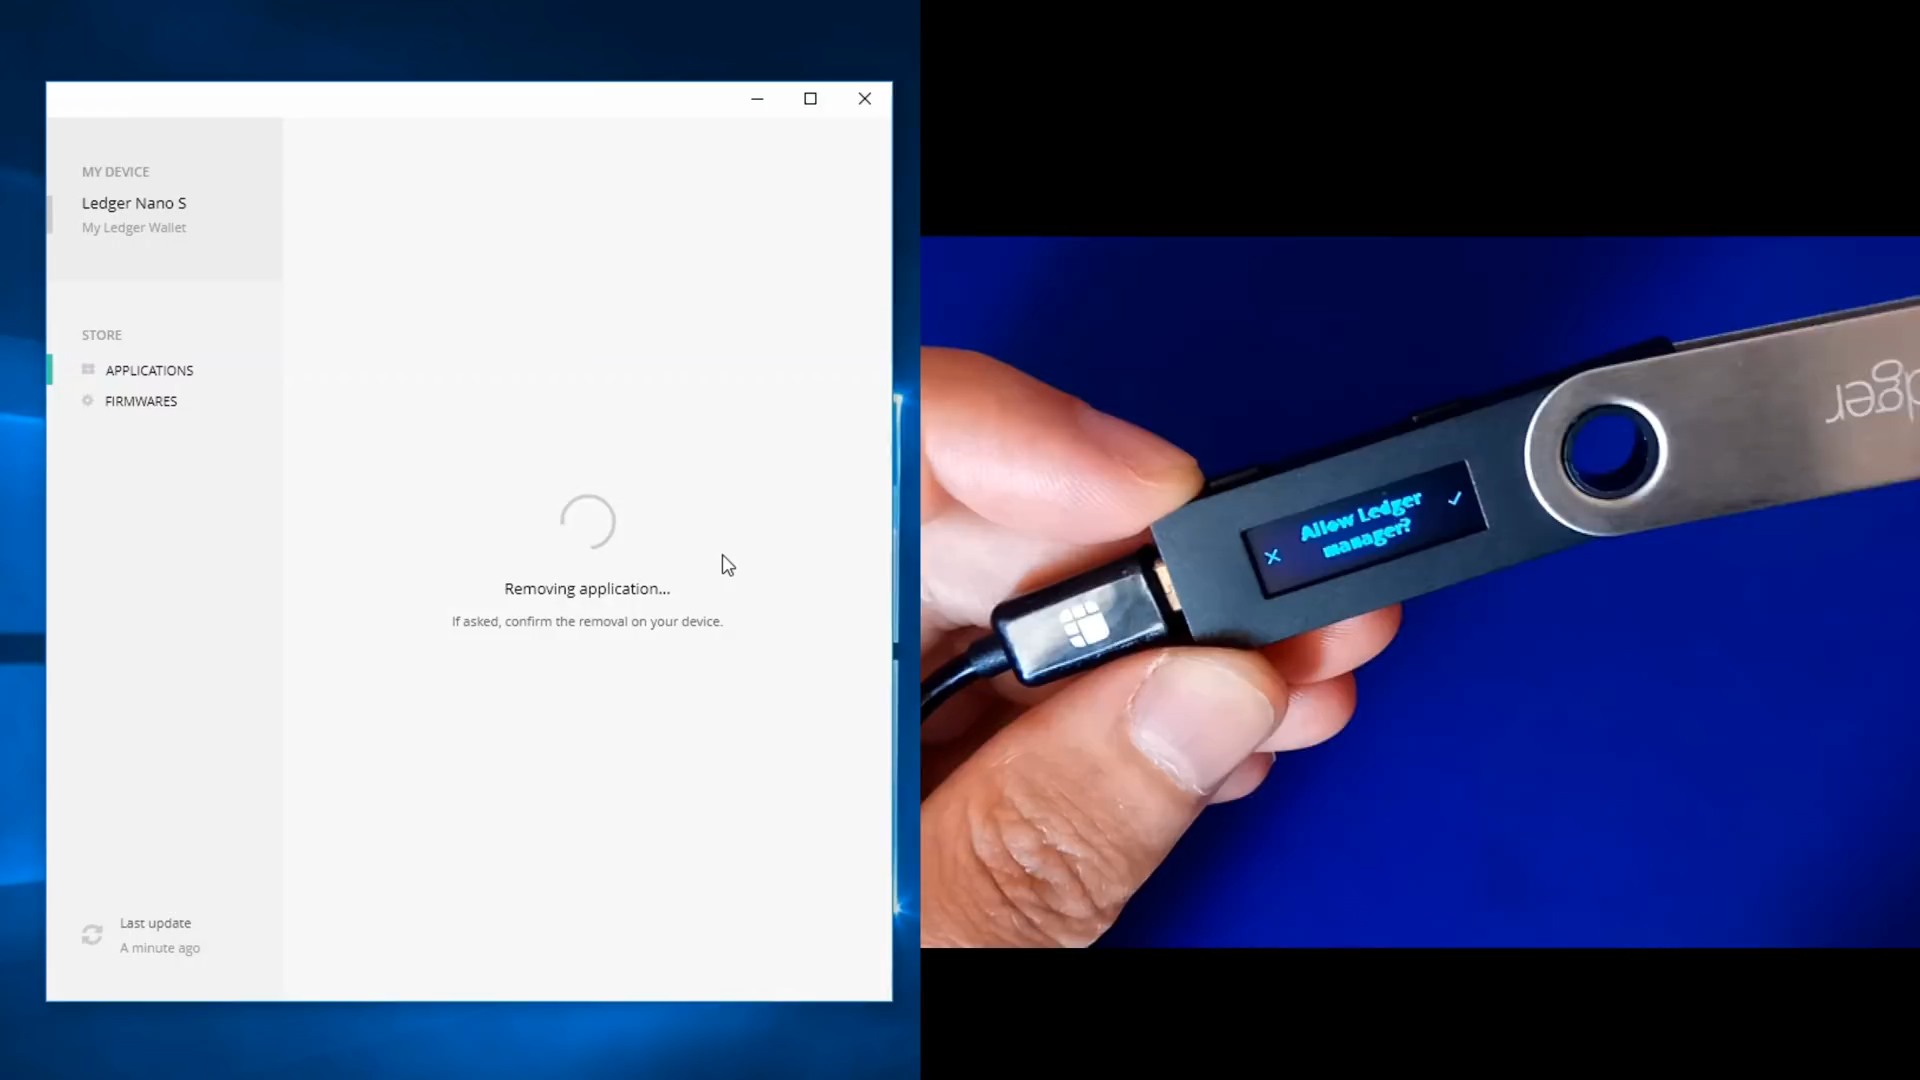 MY DEVICE
Ledger Nano S
My Ledger Wallet
STORE
APPLICATIONS
FIRMWARES
Removing application...
If asked, confirm the removal on your device.
Last update
A minute ago
Allow Ledger
manager?